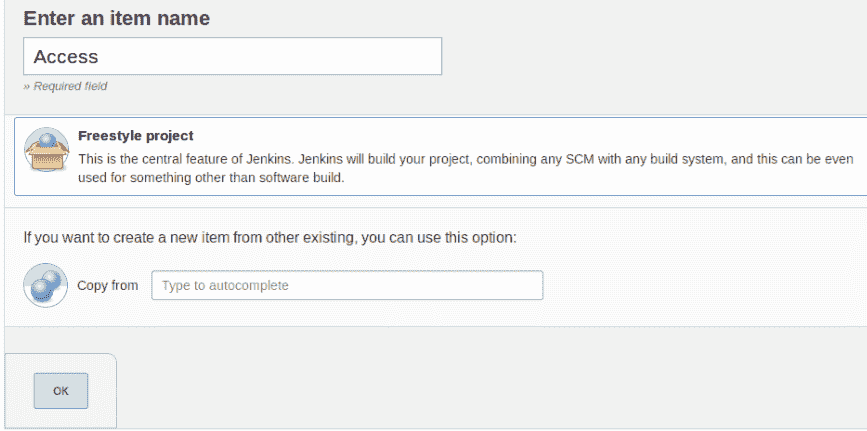 Enter an item name
Access
» Required field
Freestyle project
This is the central feature of Jenkins. Jenkins will build your project, combining any SCM with any build system, and this can be even
used for something other than software build.
If you want to create a new item from other existing, you can use this option:
Copy from
Type to autocomplete
OK